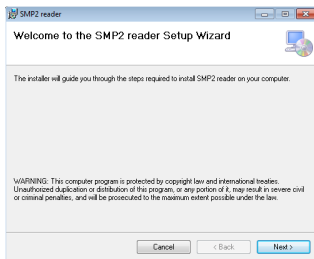 SMP2 reader
Welcome to the SMP2 reader Setup Wizard
The installer will guide you through the steps required to install SMP2 reader on your computer.
WARNING: This computer program is protected by copyright law and international treaties.
Unauthorized duplication or distribution of this program, or any portion of it, may result in severe civil
or criminal penalties, and will be prosecuted to the maximum extent possible under the law.
Cancel < Back Next >